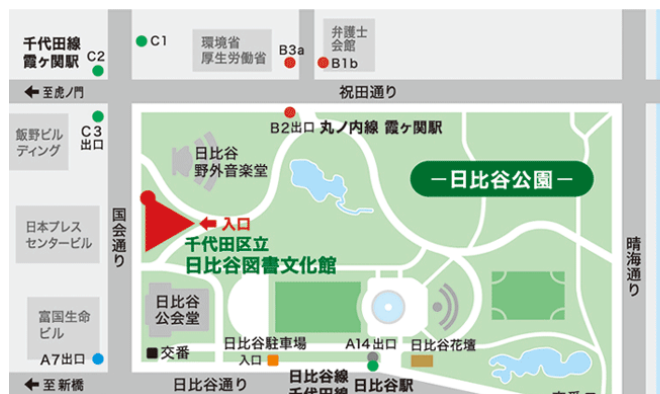 千代田線
霞ヶ関駅
C2
C1
環境省
厚生労働省
B3a
弁護士
会館
B1b
至虎ノ門
祝田通り
C3
出口
飯野ビル
ディング
B2出口 丸ノ内線 霞ヶ関駅
日比谷
野外音楽堂
日比谷公園
国会通り
日本プレス
センタービル
入口
千代田区立
日比谷図書文化館
晴海通り
日比谷
公会堂
富国生命
ビル
A7出口
交番
日比谷駐車場
入口
A14出口
日比谷花壇
至新橋
日比谷通り
日比谷線
千代田線
日比谷駅